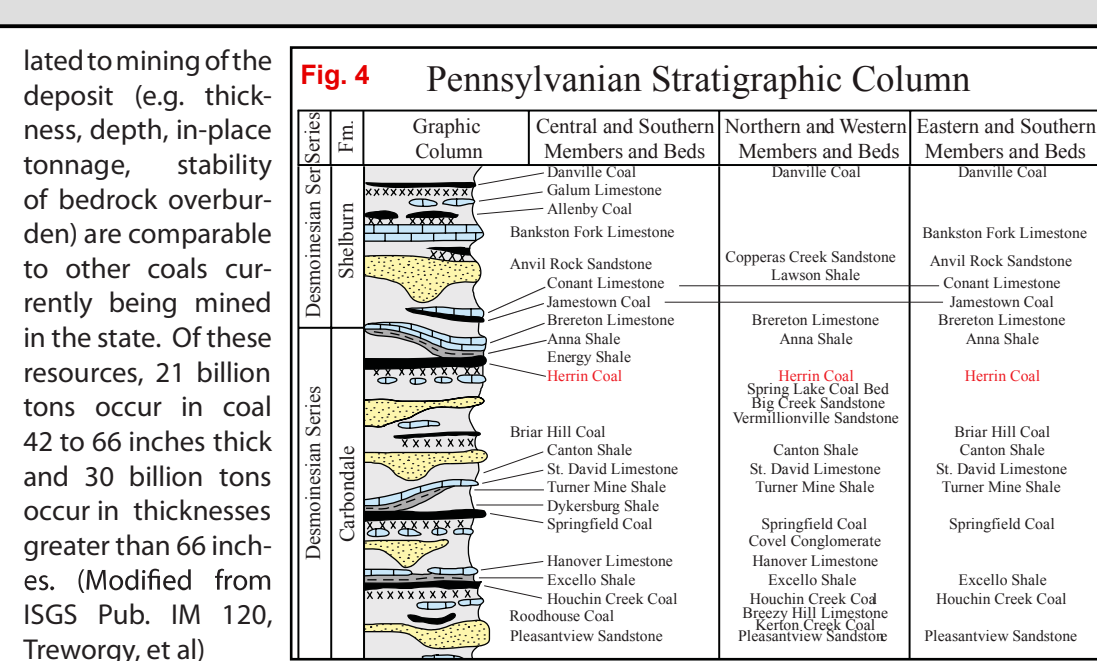 lated to mining of the
deposit (e.g. thick-
ness, depth, in-place
tonnage, stability
of bedrock overbur-
den) are comparable
to other coals cur-
rently being mined
in the state. Of these
resources, 21 billion
tons occur in coal
42 to 66 inches thick
and 30 billion tons
occur in thicknesses
greater than 66 inch-
es. (Modified from
ISGS Pub. IM 120,
Treworgy, et al)
Fig. 4 Pennsylvanian Stratigraphic Column
Series
Fm.
Graphic
Column
Central and Southern
Members and Beds
Northern and Western
Members and Beds
Eastern and Southern
Members and Beds
Desmoinesian Series
Shelburn
Desmoinesian Series
Carbondale
Danville Coal
Galum Limestone
Allenby Coal
Bankston Fork Limestone
Anvil Rock Sandstone
Conant Limestone
Jamestown Coal
Brereton Limestone
Anna Shale
Energy Shale
Herrin Coal
Briar Hill Coal
Canton Shale
St. David Limestone
Turner Mine Shale
Dykersburg Shale
Springfield Coal
Hanover Limestone
Excello Shale
Houchin Creek Coal
Roodhouse Coal
Pleasantview Sandstone
Danville Coal
Copperas Creek Sandstone
Lawson Shale
Brereton Limestone
Anna Shale
Herrin Coal
Spring Lake Coal Bed
Big Creek Sandstone
Vermillionville Sandstone
Canton Shale
St. David Limestone
Turner Mine Shale
Springfield Coal
Covel Conglomerate
Hanover Limestone
Excello Shale
Houchin Creek Coal
Breezy Hill Limestone
Kerton Creek Coal
Pleasantview Sandstone
Danville Coal
Bankston Fork Limestone
Anvil Rock Sandstone
Conant Limestone
Jamestown Coal
Brereton Limestone
Anna Shale
Herrin Coal
Briar Hill Coal
Canton Shale
St. David Limestone
Turner Mine Shale
Springfield Coal
Excello Shale
Houchin Creek Coal
Pleasantview Sandstone